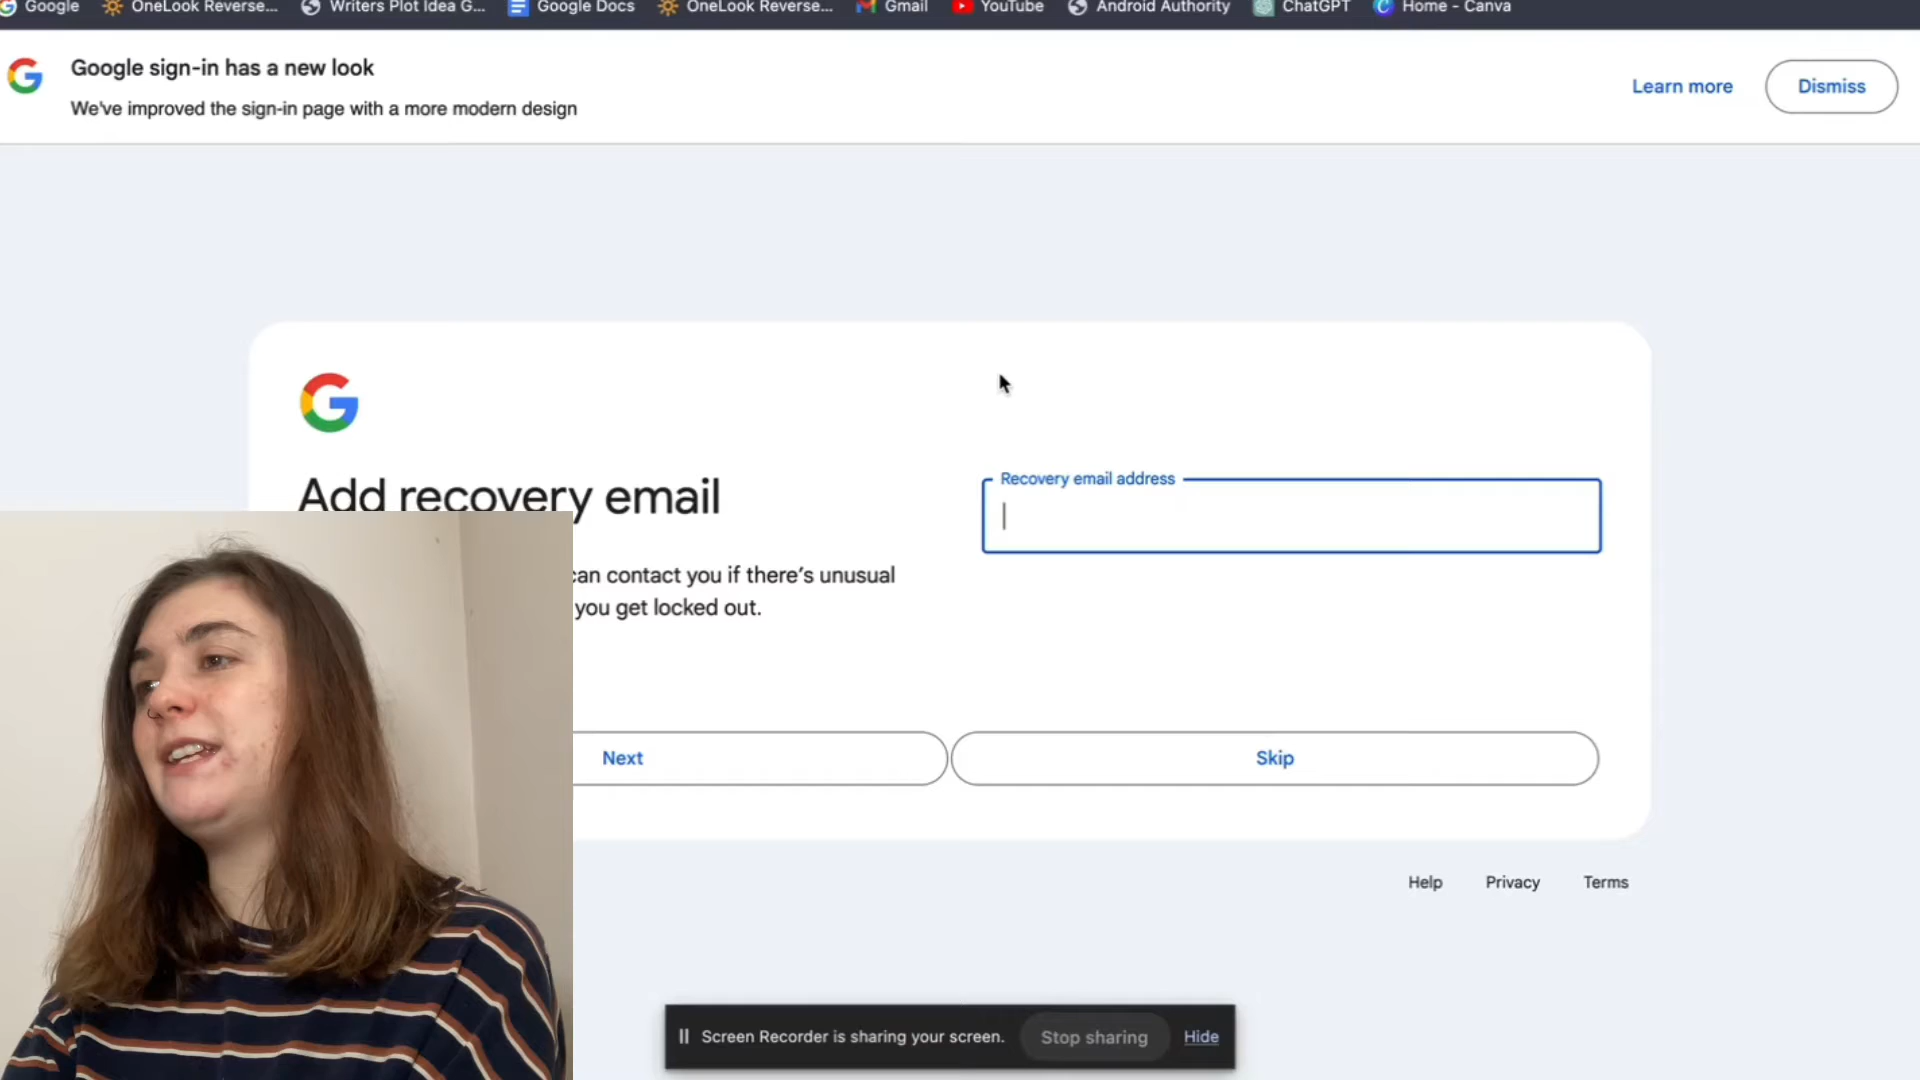 Google OneLook Reverse... Writers Plot Idea G... Google Docs OneLook Reverse... Gmail YouTube Android Authority ChatGPT Home - Canva
Google sign-in has a new look
We've improved the sign-in page with a more modern design
Learn more
Dismiss
Add recovery email
can contact you if there's unusual
you get locked out.
Recovery email address
Next
Skip
Help Privacy Terms
Screen Recorder is sharing your screen. Stop sharing Hide